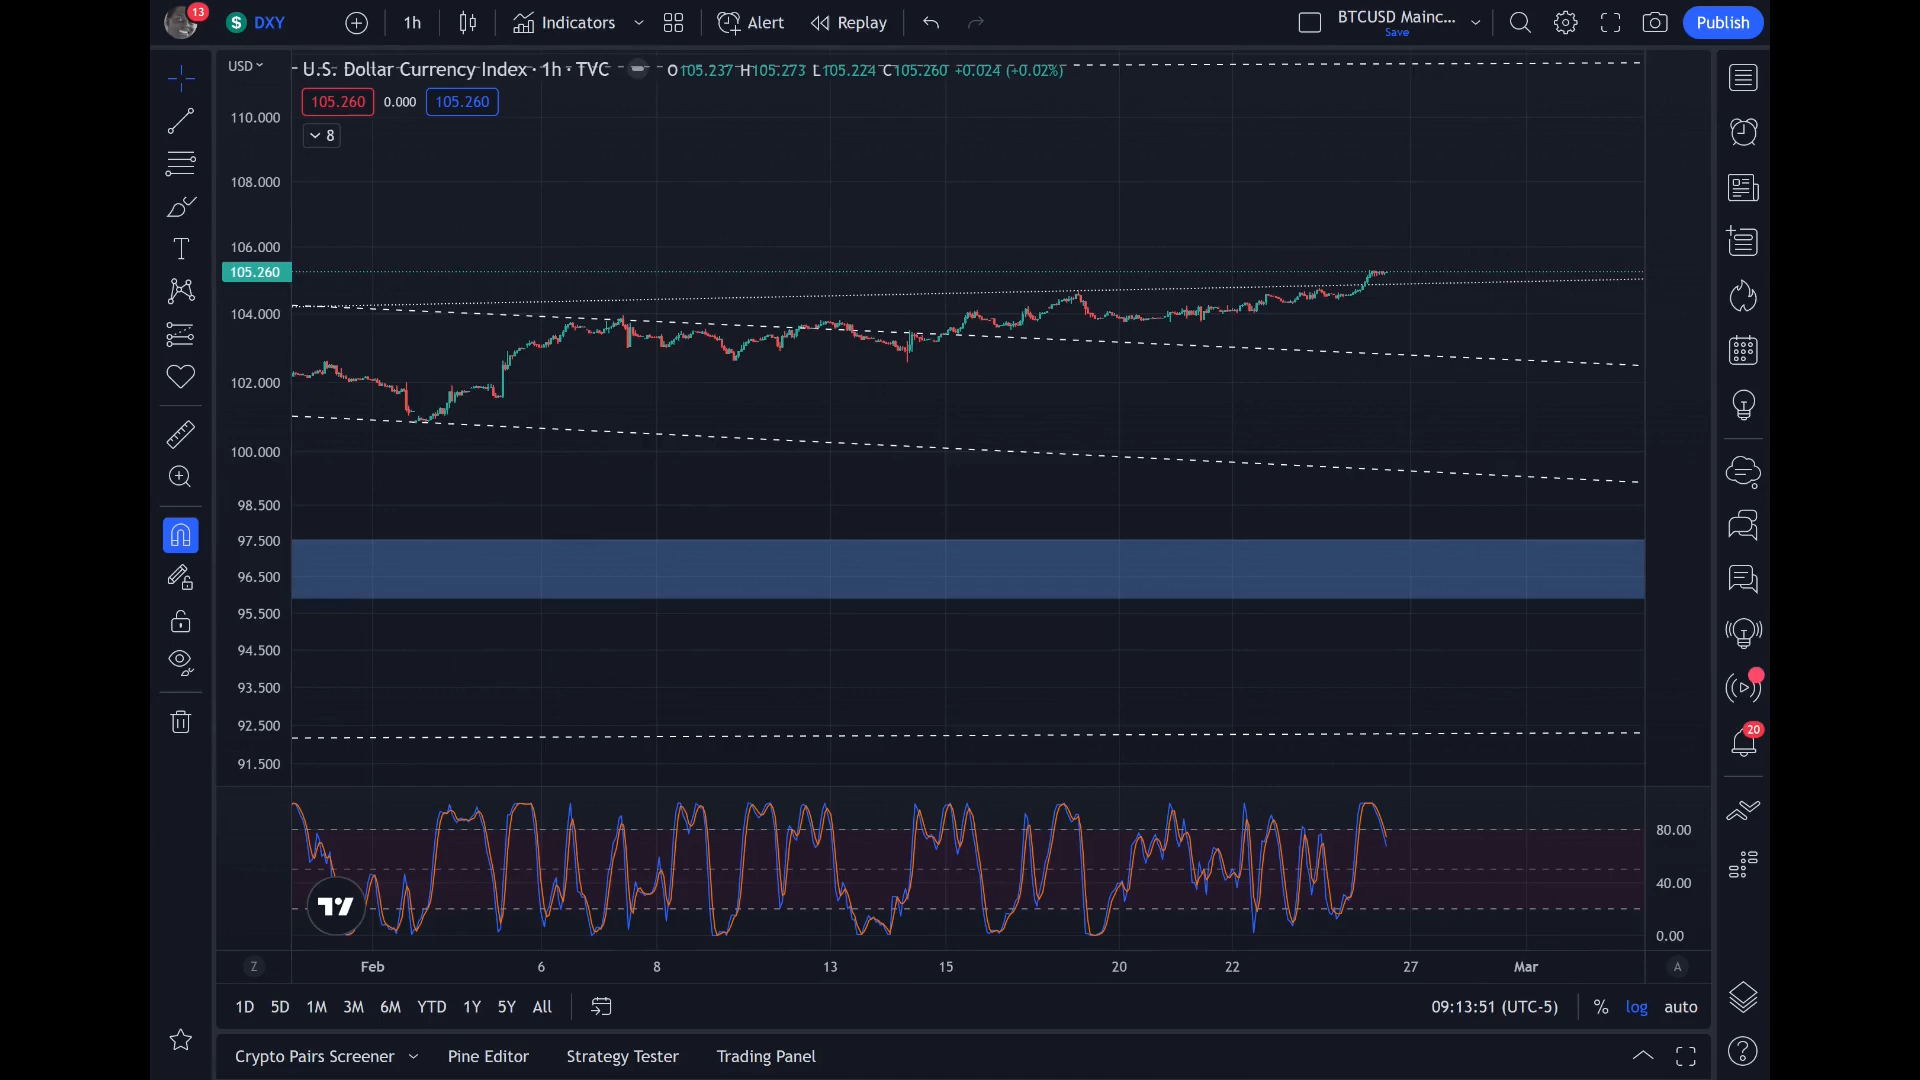 13
$ DXY
1h
Indicators
Alert
Replay
BTCUSD Mainc...
Save
Publish
USD
U.S. Dollar Currency Index · 1h · TVC
O105.237 H105.273 L105.224 C105.260 +0.024 (+0.02%)
105.260 0.000 105.260
8
110.000
108.000
106.000
105.260
104.000
102.000
100.000
98.500
97.500
96.500
95.500
94.500
93.500
92.500
91.500
20
80.00
40.00
0.00
Z Feb 6 8 13 15 20 22 27 Mar A
1D 5D 1M 3M 6M YTD 1Y 5Y All
09:13:51 (UTC-5) % log auto
Crypto Pairs Screener Pine Editor Strategy Tester Trading Panel